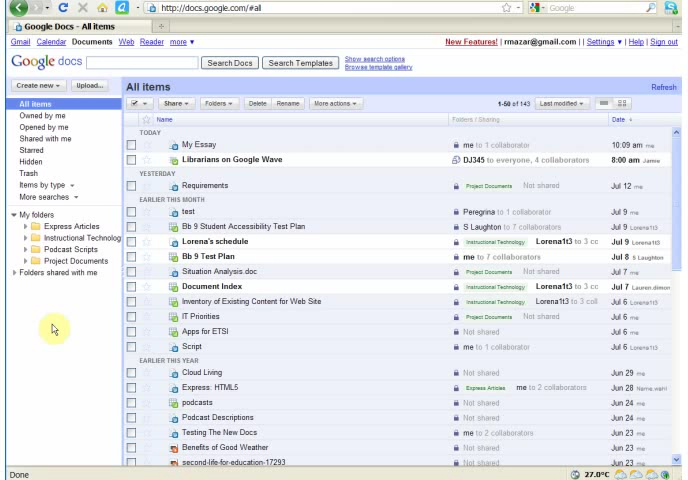 http://docs.google.com/#all
Google
Google Docs - All items
Gmail Calendar Documents Web Reader more ▾
New Features! | rmazar@gmail.com | | Settings ▾ | Help | Sign out
Google docs
Search Docs
Search Templates
Show search options
Browse template gallery
Create new ▾
Upload...
All items
Refresh
All items
Owned by me
Opened by me
Shared with me
Starred
Hidden
Trash
Items by type ▾
More searches ▾
My folders
Express Articles
Instructional Technolog
Podcast Scripts
Project Documents
Folders shared with me
Share ▾ Folders ▾ Delete Rename More actions ▾ 1-50 of 143 Last modified ▾
Name Folders / Sharing Date
TODAY
My Essay me to 1 collaborator 10:09 am me
Librarians on Google Wave DJ345 to everyone, 4 collaborators 8:00 am Jamie
YESTERDAY
Requirements Project Documents Not shared Jul 12 me
EARLIER THIS MONTH
test Peregrina to 1 collaborator Jul 9 me
Bb 9 Student Accessibility Test Plan S Laughton to 7 collaborators Jul 9 Lorena1t3
Lorena's schedule Instructional Technology Lorena1t3 to 3 cc Jul 9 Lorena1t3
Bb 9 Test Plan me to 7 collaborators Jul 8 S Laughton
Situation Analysis.doc Project Documents Not shared Jul 7 me
Document Index Instructional Technology Lorena1t3 to 3 cc Jul 7 Lauren.dimon
Inventory of Existing Content for Web Site Instructional Technology Lorena1t3 to 3 coll Jul 6 Lorena1t3
IT Priorities Project Documents Not shared Jul 6 me
Apps for ETSI Not shared Jul 6 me
Script me to 1 collaborator Jul 6 Lorena1t3
EARLIER THIS YEAR
Cloud Living Not shared Jun 29 me
Express: HTML5 Express Articles me to 2 collaborators Jun 28 Name.wehl
podcasts Not shared Jun 24 me
Podcast Descriptions Not shared Jun 24 me
Testing The New Docs me to 2 collaborators Jun 23 me
Benefits of Good Weather Not shared Jun 23 me
second-life-for-education-17293 Not shared Jun 23 me
Done
27.0°C